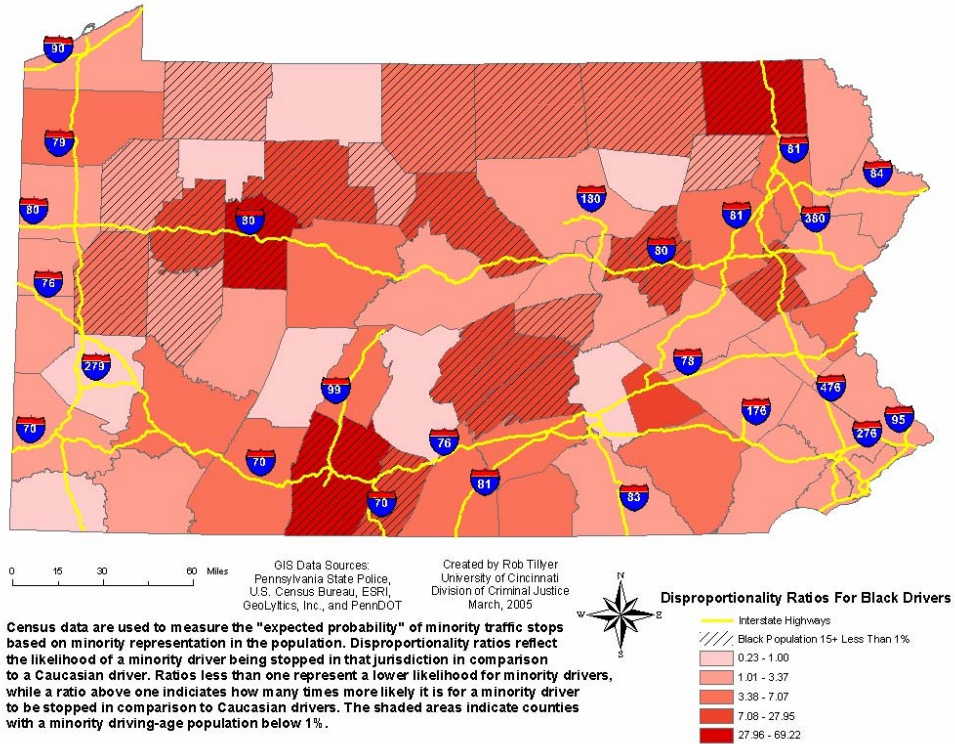 90
79
81
84
80
180
80
81
380
80
76
279
78
99
476
70
176
95
76
276
70
81
83
70
0 15 30 60 Miles
GIS Data Sources:
Pennsylvania State Police,
U.S. Census Bureau, ESRI,
GeoLyltics, Inc., and PennDOT
Created by Rob Tillyer
University of Cincinnati
Division of Criminal Justice
March, 2005
N
W E
S
Census data are used to measure the "expected probability" of minority traffic stops
based on minority representation in the population. Disproportionality ratios reflect
the likelihood of a minority driver being stopped in that jurisdiction in comparison
to a Caucasian driver. Ratios less than one represent a lower likelihood for minority drivers,
while a ratio above one indiciates how many times more likely it is for a minority driver
to be stopped in comparison to Caucasian drivers. The shaded areas indicate counties
with a minority driving-age population below 1%.
Disproportionality Ratios For Black Drivers
Interstate Highways
Black Population 15+ Less Than 1%
0.23 - 1.00
1.01 - 3.37
3.38 - 7.07
7.08 - 27.95
27.96 - 69.22